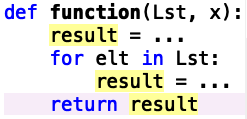 def function(Lst, x):
    result = ...
    for elt in Lst:
        result = ...
    return result